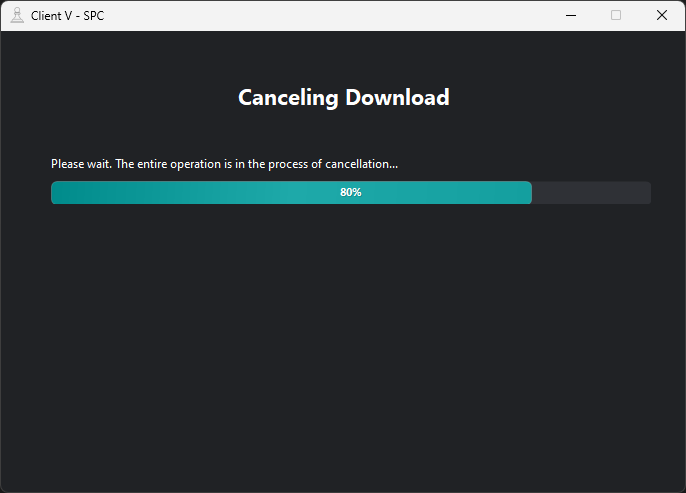 Client V - SPC
Canceling Download
Please wait. The entire operation is in the process of cancellation...
80%